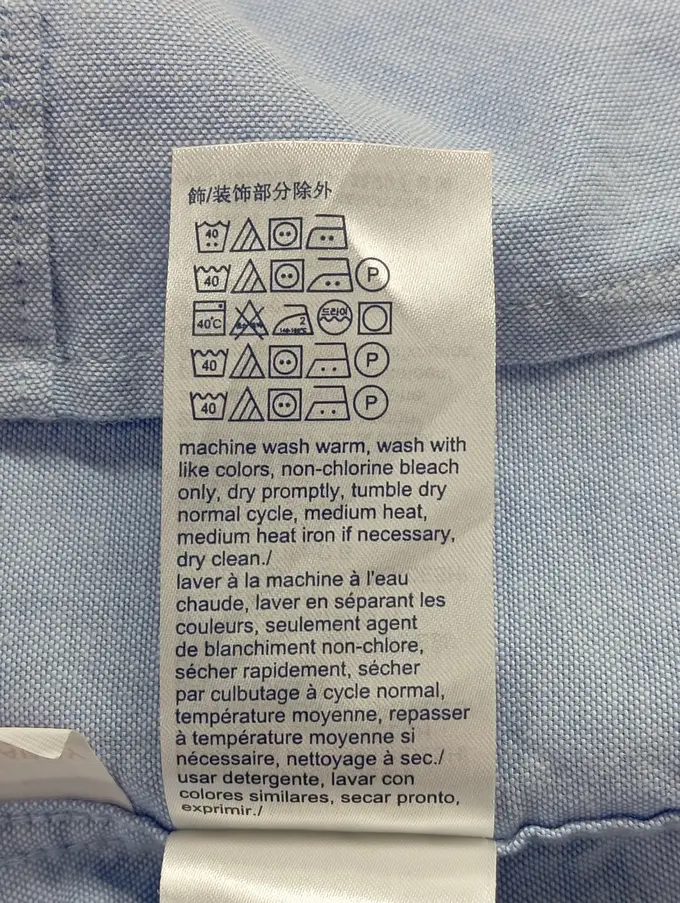 飾/装饰部分除外
40
40 P
40℃ 2 드라이
40 P
40 P
machine wash warm, wash with
like colors, non-chlorine bleach
only, dry promptly, tumble dry
normal cycle, medium heat,
medium heat iron if necessary,
dry clean./
laver à la machine à l'eau
chaude, laver en séparant les
couleurs, seulement agent
de blanchiment non-chlore,
sécher rapidement, sécher
par culbutage à cycle normal,
température moyenne, repasser
à température moyenne si
nécessaire, nettoyage à sec./
usar detergente, lavar con
colores similares, secar pronto,
exprimir./